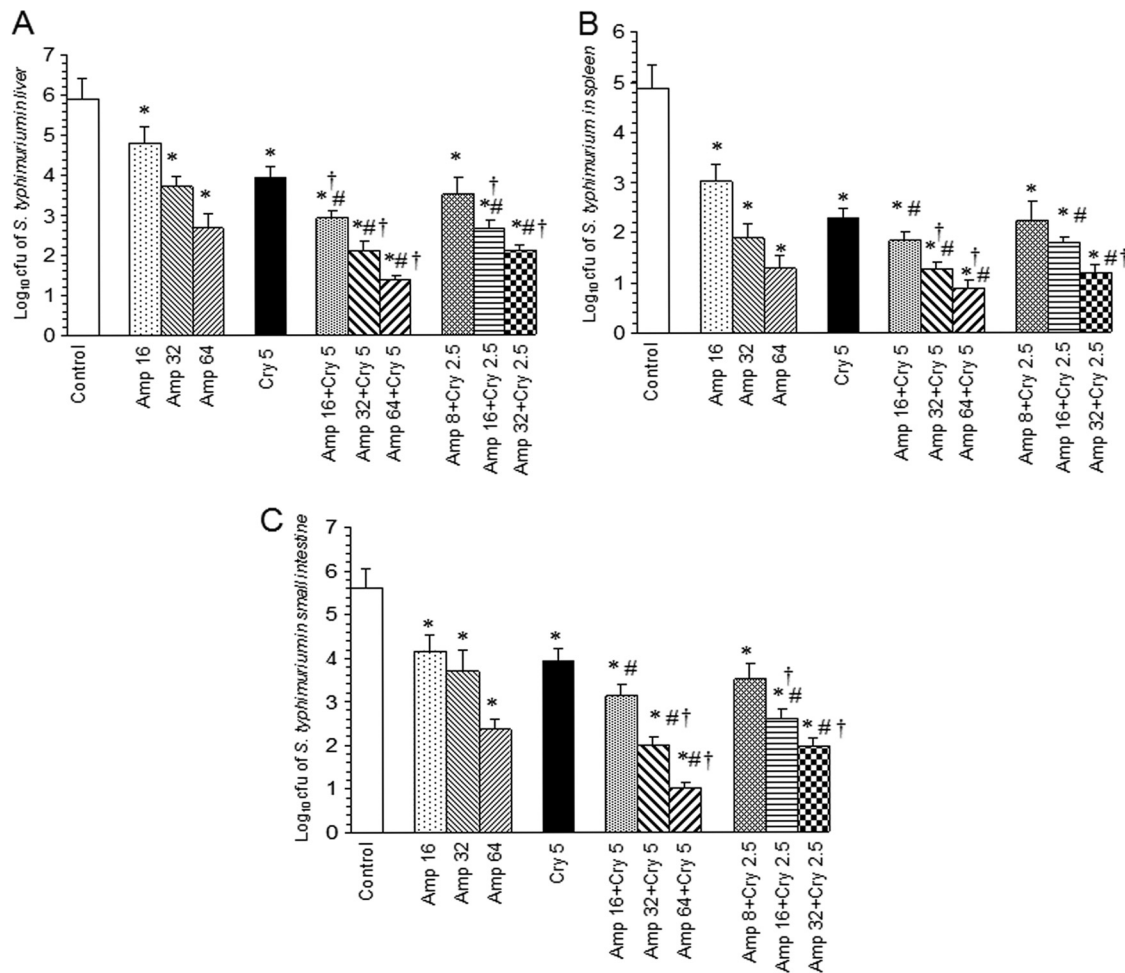 A
Log10 cfu of S. typhimurium in liver
7
6
5
4
3
2
1
0
*
*
*
*
†
*#
*#†
*#†
*
†
*#
*#†
Control
Amp 16
Amp 32
Amp 64
Cry 5
Amp 16+Cry 5
Amp 32+Cry 5
Amp 64+Cry 5
Amp 8+Cry 2.5
Amp 16+Cry 2.5
Amp 32+Cry 2.5
B
Log10 cfu of S. typhimurium in spleen
6
5
4
3
2
1
0
*
*
*
*
*#
†
*#
†
*#
*
*#
*#†
Control
Amp 16
Amp 32
Amp 64
Cry 5
Amp 16+Cry 5
Amp 32+Cry 5
Amp 64+Cry 5
Amp 8+Cry 2.5
Amp 16+Cry 2.5
Amp 32+Cry 2.5
C
Log10 cfu of S. typhimurium in small intestine
7
6
5
4
3
2
1
0
*
*
*
*
*#
*#†
*#†
*
†
*#
*#†
Control
Amp 16
Amp 32
Amp 64
Cry 5
Amp 16+Cry 5
Amp 32+Cry 5
Amp 64+Cry 5
Amp 8+Cry 2.5
Amp 16+Cry 2.5
Amp 32+Cry 2.5